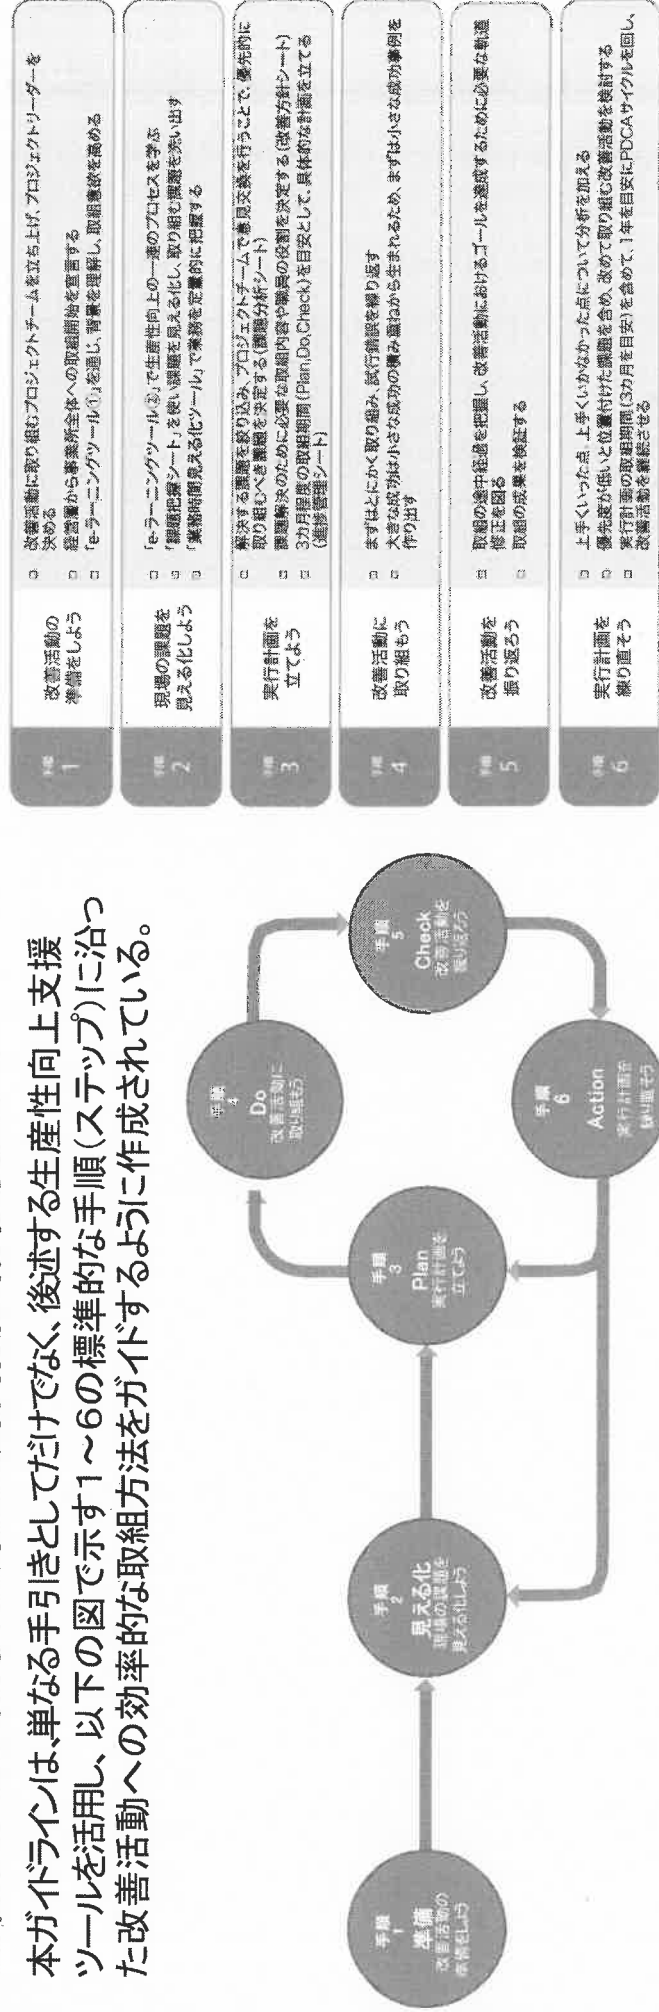 本ガイドラインは、単なる手引きとしてだけでなく、後述する生産性向上支援
ツールを活用し、以下の図で示す1～6の標準的な手順(ステップ)に沿っ
た改善活動への効率的な取組方法をガイドするように作成されている。
手順
1
準備
改善活動の
準備をしよう
手順
2
見える化
現場の課題を
見える化しよう
手順
3
Plan
実行計画を
立てよう
手順
4
Do
改善活動に
取り組もう
手順
5
Check
改善活動を
振り返ろう
手順
6
Action
実行計画を
練り直そう
手順
1
改善活動の
準備をしよう
□ 改善活動に取り組むプロジェクトチームを立ち上げ、プロジェクトリーダーを
決める
□ 経営層から事業所全体への取組開始を宣言する
□ 「e-ラーニングツール①」を通じ、背景を理解し、取組意欲を高める
手順
2
現場の課題を
見える化しよう
□ 「e-ラーニングツール②」で生産性向上の一連のプロセスを学ぶ
□ 「課題把握シート」を使い課題を見える化し、取り組む課題を洗い出す
□ 「業務時間見える化ツール」で業務を定量的に把握する
手順
3
実行計画を
立てよう
□ 解決する課題を絞り込み、プロジェクトチームで意見交換を行うことで、優先的に
取り組むべき課題を決定する(課題分析シート)
□ 課題解決のために必要な取組内容や職員の役割を決定する(改善方針シート)
□ 3カ月程度の取組期間(Plan,Do,Check)を目安として、具体的な計画を立てる
(進捗管理シート)
手順
4
改善活動に
取り組もう
□ まずはとにかく取り組み、試行錯誤を繰り返す
□ 大きな成功は小さな成功の積み重ねから生まれるため、まずは小さな成功事例を
作り出す
手順
5
改善活動を
振り返ろう
□ 取組の途中経過を把握し、改善活動におけるゴールを達成するために必要な軌道
修正を図る
□ 取組の成果を検証する
手順
6
実行計画を
練り直そう
□ 上手くいった点、上手くいかなかった点について分析を加える
□ 優先度が低いと位置付けた課題を含め、改めて取り組む改善活動を検討する
□ 実行計画の取組期間(3カ月を目安)を含めて、1年を目安にPDCAサイクルを回し、
改善活動を継続させる